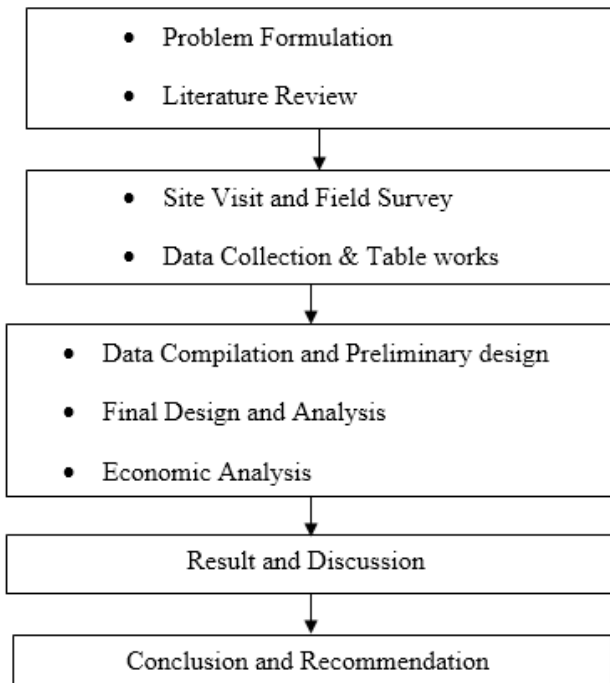 • Problem Formulation
• Literature Review
• Site Visit and Field Survey
• Data Collection & Table works
• Data Compilation and Preliminary design
• Final Design and Analysis
• Economic Analysis
Result and Discussion
Conclusion and Recommendation